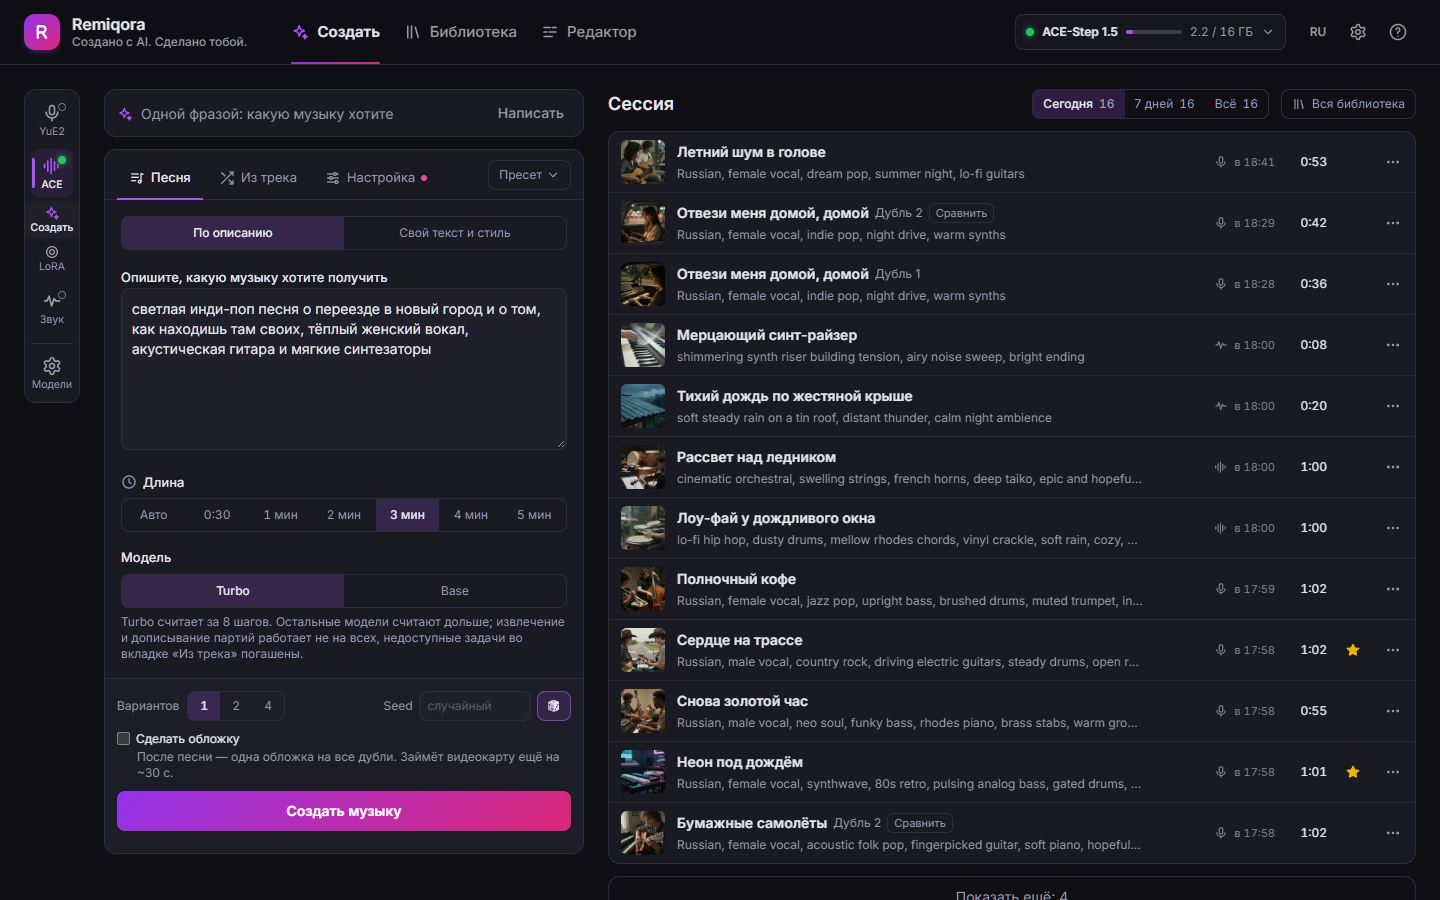 R
Remiqora
Создано с AI. Сделано тобой.
Создать
Библиотека
Редактор
ACE-Step 1.5
2.2 / 16 ГБ
RU
YuE2
ACE
Создать
LoRA
Звук
Модели
Одной фразой: какую музыку хотите
Написать
Песня
Из трека
Настройка
Пресет
По описанию
Свой текст и стиль
Опишите, какую музыку хотите получить
светлая инди-поп песня о переезде в новый город и о том,
как находишь там своих, тёплый женский вокал,
акустическая гитара и мягкие синтезаторы
Длина
Авто 0:30 1 мин 2 мин 3 мин 4 мин 5 мин
Модель
Turbo
Base
Turbo считает за 8 шагов. Остальные модели считают дольше; извлечение
и дописывание партий работает не на всех, недоступные задачи во
вкладке «Из трека» погашены.
Вариантов 1 2 4
Seed случайный
Сделать обложку
После песни — одна обложка на все дубли. Займёт видеокарту ещё на
~30 с.
Создать музыку
Сессия
Сегодня 16
7 дней 16
Всё 16
Вся библиотека
Летний шум в голове
Russian, female vocal, dream pop, summer night, lo-fi guitars
в 18:41 0:53
Отвези меня домой, домой Дубль 2 Сравнить
Russian, female vocal, indie pop, night drive, warm synths
в 18:29 0:42
Отвези меня домой, домой Дубль 1
Russian, female vocal, indie pop, night drive, warm synths
в 18:28 0:36
Мерцающий синт-райзер
shimmering synth riser building tension, airy noise sweep, bright ending
в 18:00 0:08
Тихий дождь по жестяной крыше
soft steady rain on a tin roof, distant thunder, calm night ambience
в 18:00 0:20
Рассвет над ледником
cinematic orchestral, swelling strings, french horns, deep taiko, epic and hopefu...
в 18:00 1:00
Лоу-фай у дождливого окна
lo-fi hip hop, dusty drums, mellow rhodes chords, vinyl crackle, soft rain, cozy, ...
в 18:00 1:00
Полночный кофе
Russian, female vocal, jazz pop, upright bass, brushed drums, muted trumpet, in...
в 17:59 1:02
Сердце на трассе
Russian, male vocal, country rock, driving electric guitars, steady drums, open r...
в 17:58 1:02
Снова золотой час
Russian, male vocal, neo soul, funky bass, rhodes piano, brass stabs, warm gro...
в 17:58 0:55
Неон под дождём
Russian, female vocal, synthwave, 80s retro, pulsing analog bass, gated drums, ...
в 17:58 1:01
Бумажные самолёты Дубль 2 Сравнить
Russian, female vocal, acoustic folk pop, fingerpicked guitar, soft piano, hopeful...
в 17:58 1:02
Показать ещё: 4